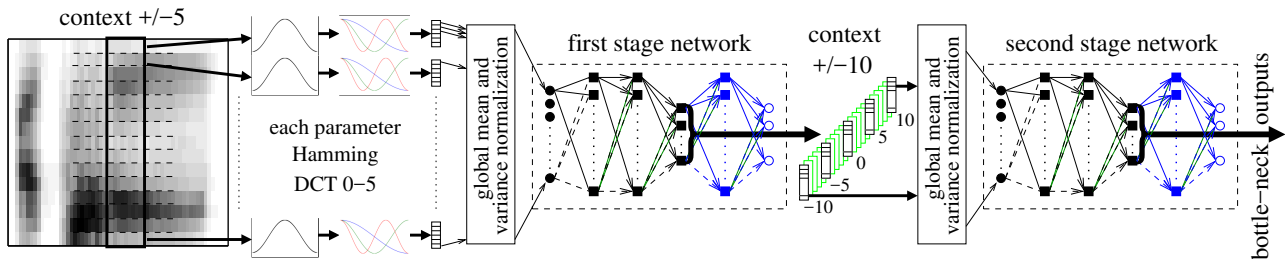 context +/−5
each parameter
Hamming
DCT 0−5
global mean and
variance normalization
first stage network
context
+/−10
10
5
0
−5
−10
global mean and
variance normalization
second stage network
bottle−neck outputs